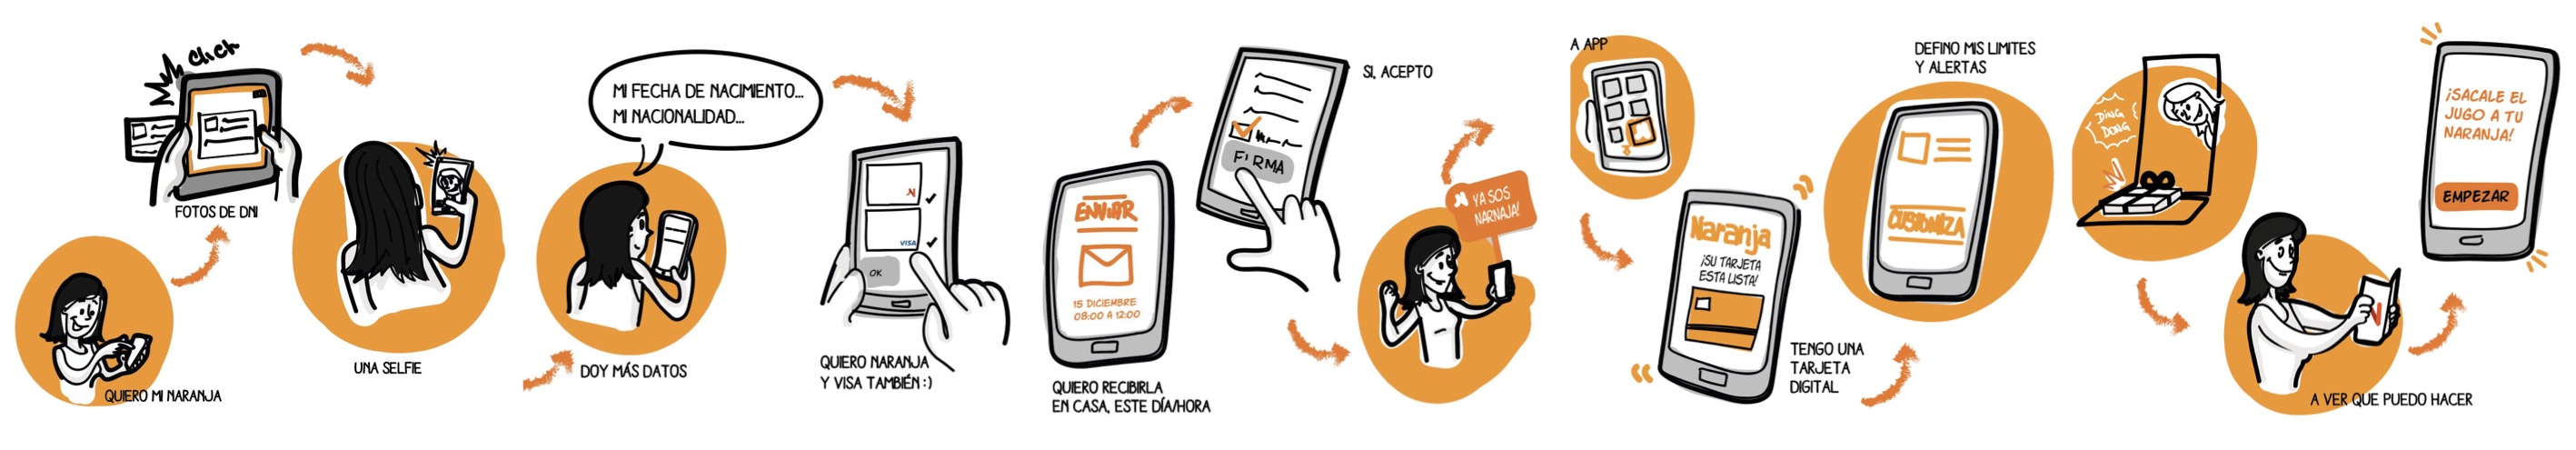 QUIERO MI NARANJA
Click
FOTOS DE DNI
UNA SELFIE
MI FECHA DE NACIMIENTO...
MI NACIONALIDAD...
DOY MÁS DATOS
VISA
OK
QUIERO NARANJA
Y VISA TAMBIÉN :)
ENVIAR
15 DICIEMBRE
08:00 A 12:00
QUIERO RECIBIRLA
EN CASA, ESTE DÍA/HORA
FIRMA
SI, ACEPTO
YA SOS
NARNAJA!
A APP
Naranja
¡SU TARJETA
ESTA LISTA!
TENGO UNA
TARJETA
DIGITAL
DEFINO MIS LIMITES
Y ALERTAS
CUSTOMIZA
DING
DONG
A VER QUE PUEDO HACER
¡SACALE EL
JUGO A TU
NARANJA!
EMPEZAR